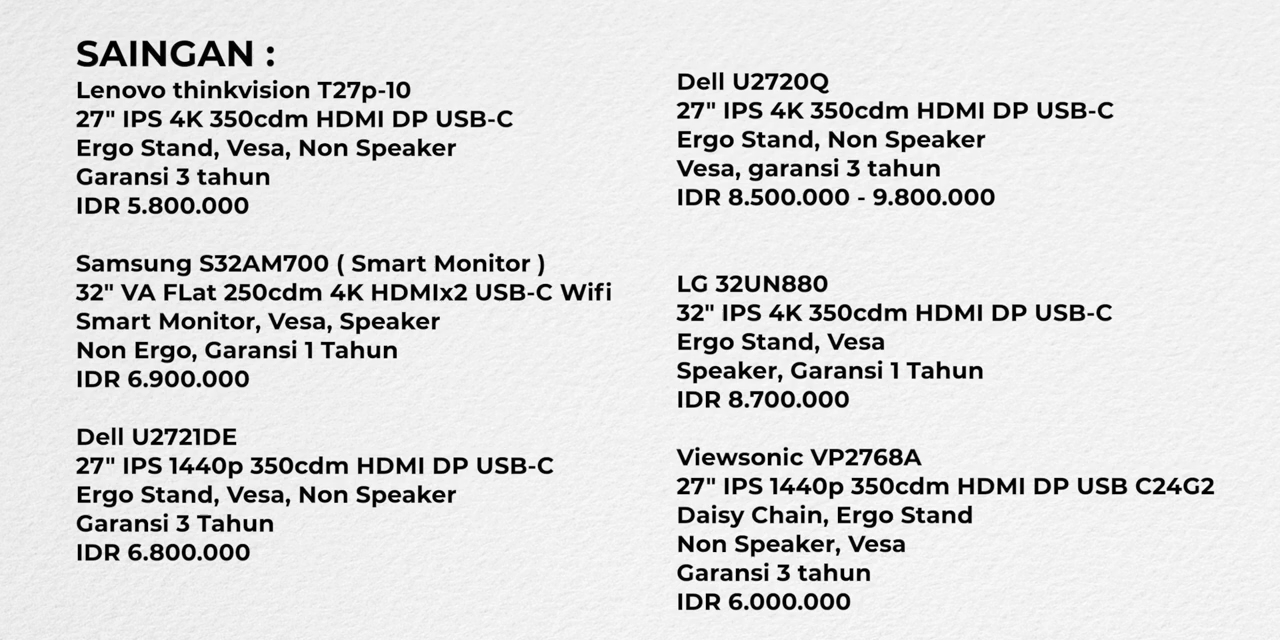 SAINGAN :
Lenovo thinkvision T27p-10
27" IPS 4K 350cdm HDMI DP USB-C
Ergo Stand, Vesa, Non Speaker
Garansi 3 tahun
IDR 5.800.000
Samsung S32AM700 ( Smart Monitor )
32" VA FLat 250cdm 4K HDMIx2 USB-C Wifi
Smart Monitor, Vesa, Speaker
Non Ergo, Garansi 1 Tahun
IDR 6.900.000
Dell U2721DE
27" IPS 1440p 350cdm HDMI DP USB-C
Ergo Stand, Vesa, Non Speaker
Garansi 3 Tahun
IDR 6.800.000
Dell U2720Q
27" IPS 4K 350cdm HDMI DP USB-C
Ergo Stand, Non Speaker
Vesa, garansi 3 tahun
IDR 8.500.000 - 9.800.000
LG 32UN880
32" IPS 4K 350cdm HDMI DP USB-C
Ergo Stand, Vesa
Speaker, Garansi 1 Tahun
IDR 8.700.000
Viewsonic VP2768A
27" IPS 1440p 350cdm HDMI DP USB C24G2
Daisy Chain, Ergo Stand
Non Speaker, Vesa
Garansi 3 tahun
IDR 6.000.000